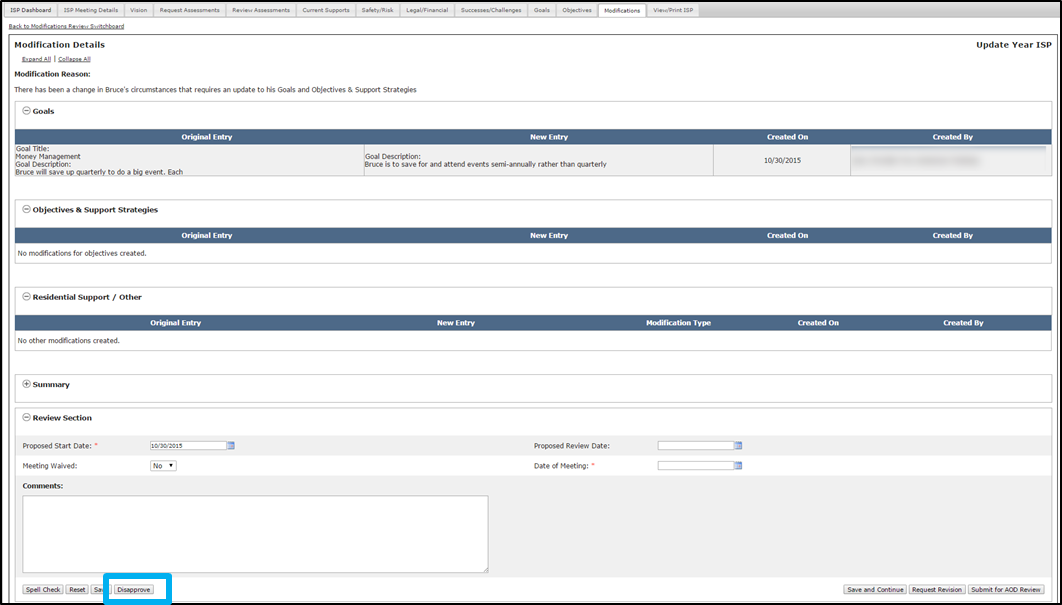 ISP Dashboard ISP Meeting Details Vision Request Assessments Review Assessments Current Supports Safety/Risk Legal/Financial Successes/Challenges Goals Objectives Modifications View/Print ISP
Back to Modifications Review Switchboard
Modification Details Update Year ISP
Expand All | Collapse All
Modification Reason:
There has been a change in Bruce's circumstances that requires an update to his Goals and Objectives & Support Strategies
Goals
Original Entry New Entry Created On Created By
Goal Title:
Money Management
Goal Description:
Bruce will save up quarterly to do a big event. Each
Goal Description:
Bruce is to save for and attend events semi-annually rather than quarterly
10/30/2015
Objectives & Support Strategies
Original Entry New Entry Created On Created By
No modifications for objectives created.
Residential Support / Other
Original Entry New Entry Modification Type Created On Created By
No other modifications created.
Summary
Review Section
Proposed Start Date: * 10/30/2015 Proposed Review Date:
Meeting Waived: No Date of Meeting: *
Comments:
Spell Check Reset Disapprove Save and Continue Request Revision Submit for AOD Review